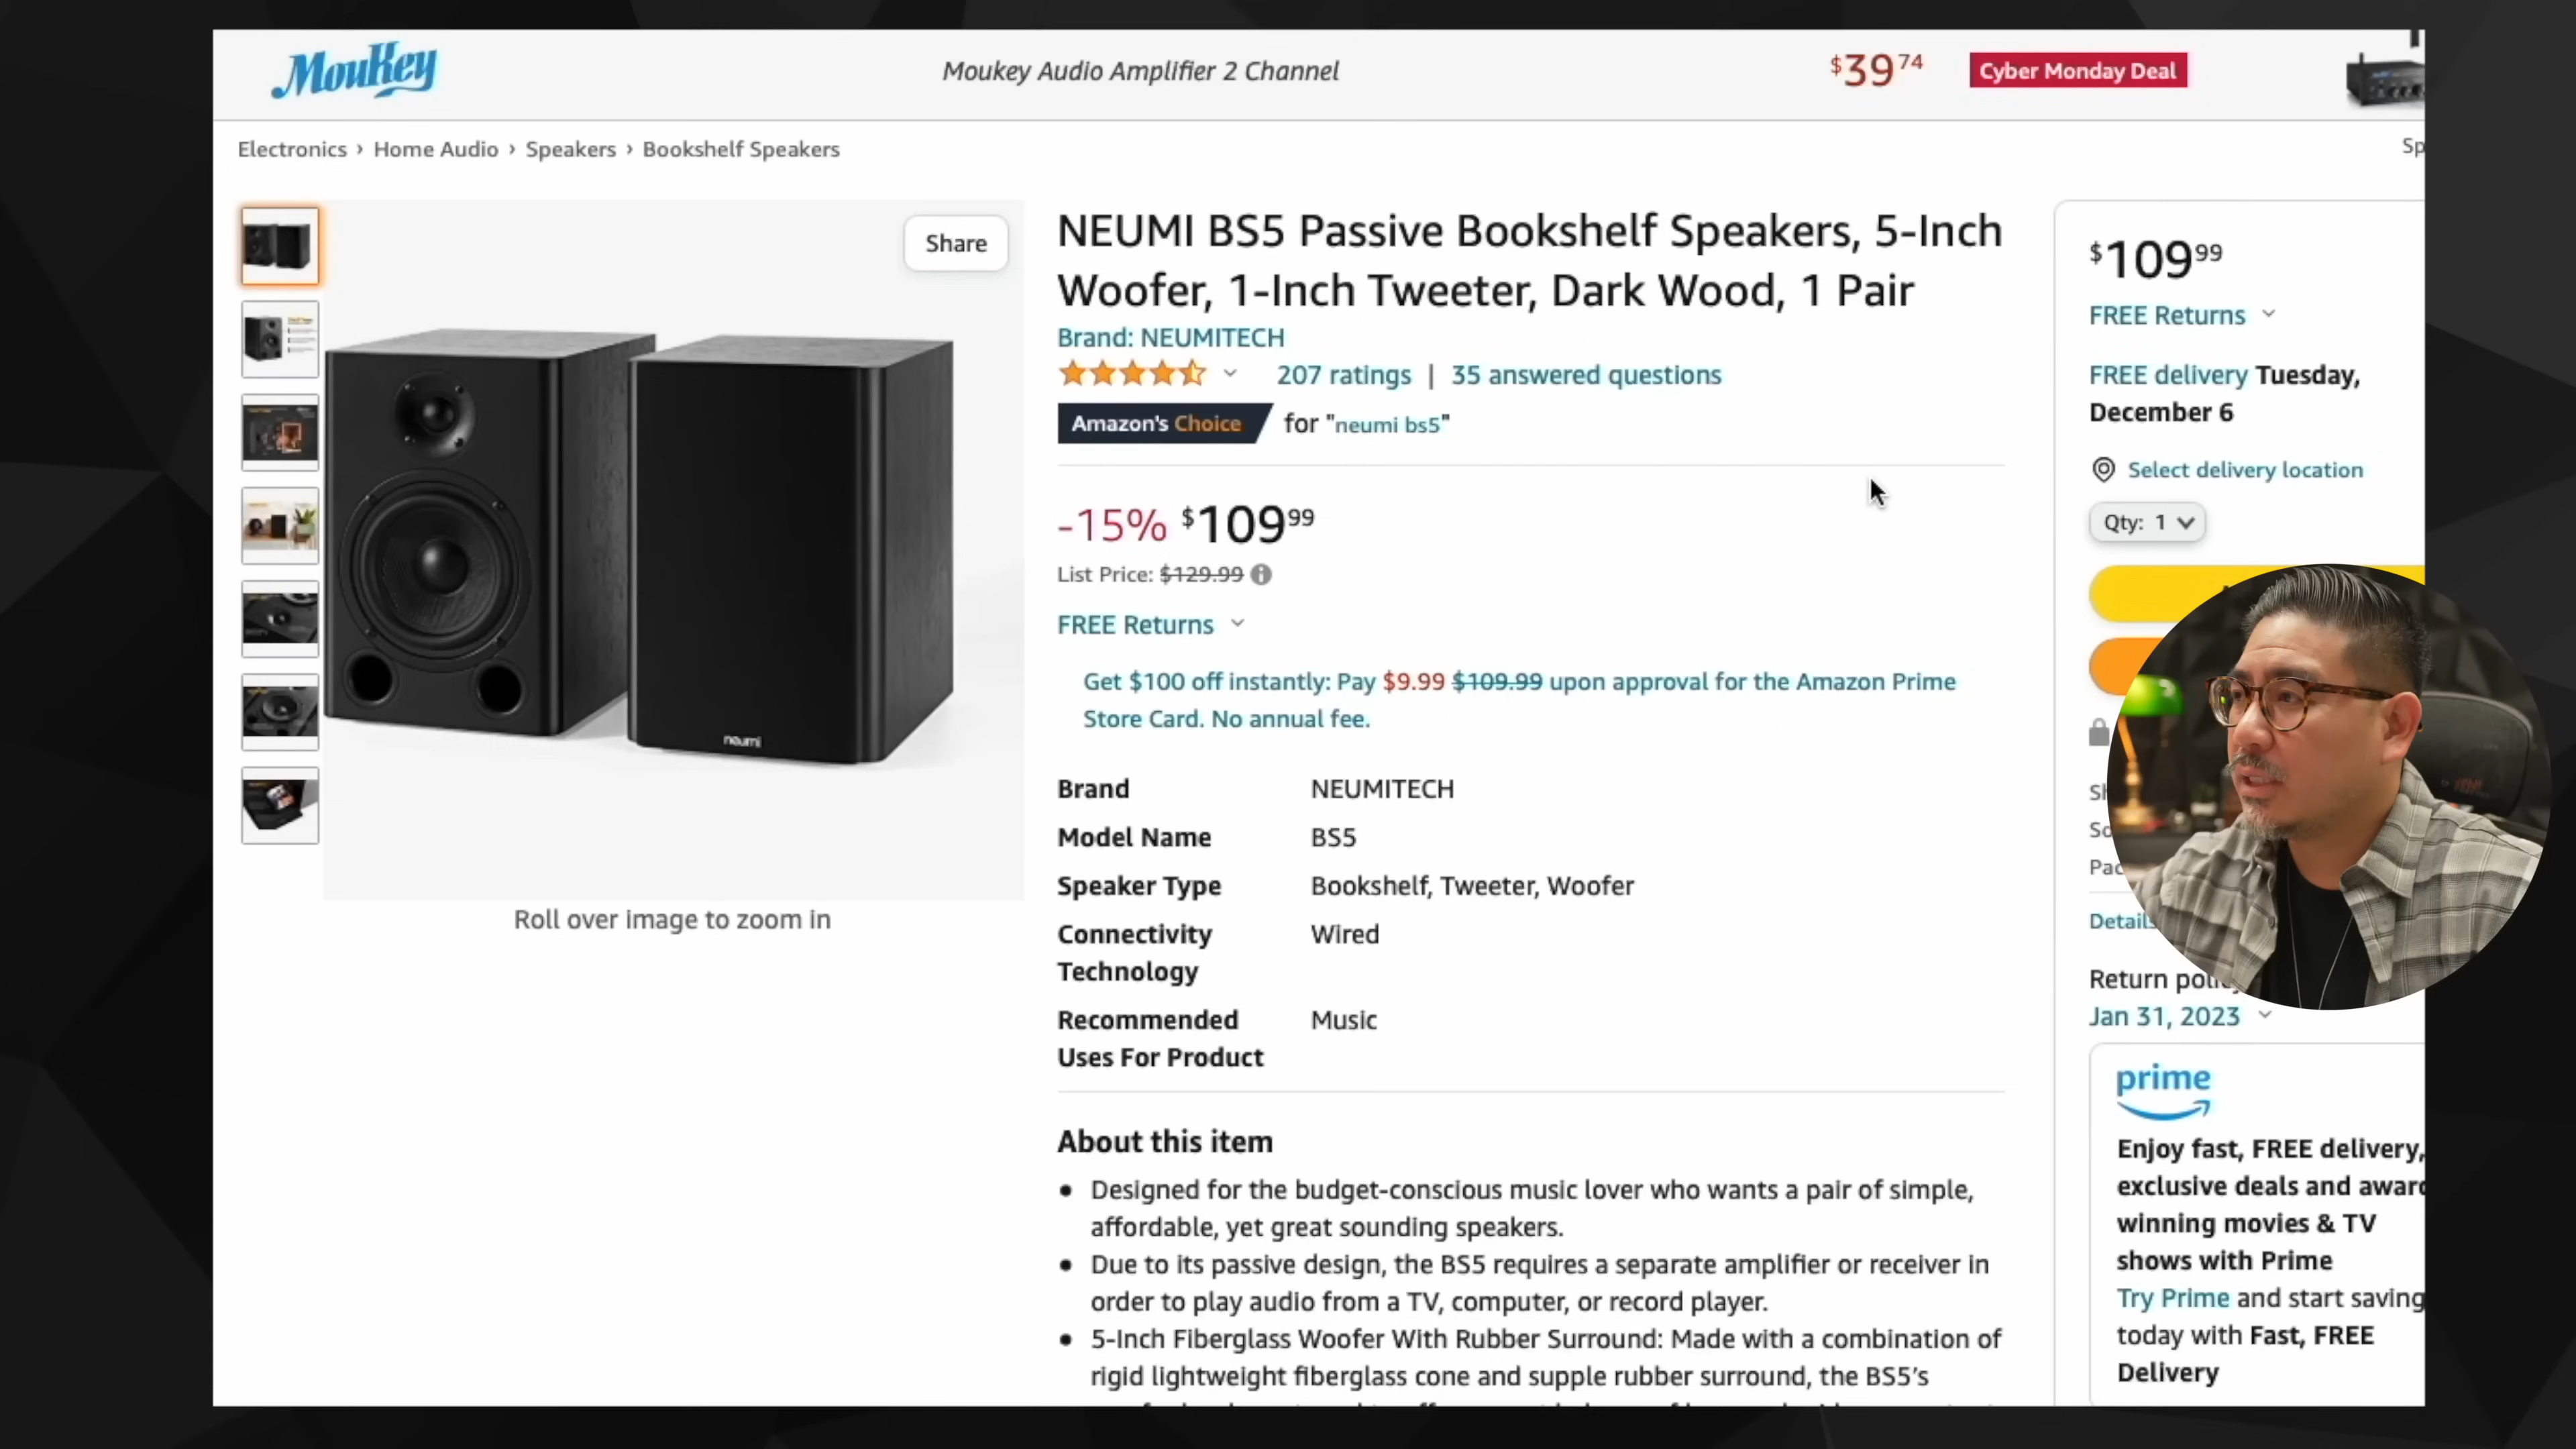 Moukey
Moukey Audio Amplifier 2 Channel
$39 74
Cyber Monday Deal
Electronics › Home Audio › Speakers › Bookshelf Speakers
Share
NEUMI BS5 Passive Bookshelf Speakers, 5-Inch
Woofer, 1-Inch Tweeter, Dark Wood, 1 Pair
Brand: NEUMITECH
207 ratings | 35 answered questions
Amazon's Choice for "neumi bs5"
-15% $109 99
List Price: $129.99
FREE Returns
Get $100 off instantly: Pay $9.99 $109.99 upon approval for the Amazon Prime
Store Card. No annual fee.
Brand NEUMITECH
Model Name BS5
Speaker Type Bookshelf, Tweeter, Woofer
Connectivity Wired
Technology
Recommended Music
Uses For Product
About this item
• Designed for the budget-conscious music lover who wants a pair of simple,
affordable, yet great sounding speakers.
• Due to its passive design, the BS5 requires a separate amplifier or receiver in
order to play audio from a TV, computer, or record player.
• 5-Inch Fiberglass Woofer With Rubber Surround: Made with a combination of
rigid lightweight fiberglass cone and supple rubber surround, the BS5's
neumi
Roll over image to zoom in
$109 99
FREE Returns
FREE delivery Tuesday,
December 6
Select delivery location
Qty: 1
Details
Return policy
Jan 31, 2023
prime
Enjoy fast, FREE delivery,
exclusive deals and award
winning movies & TV
shows with Prime
Try Prime and start saving
today with Fast, FREE
Delivery